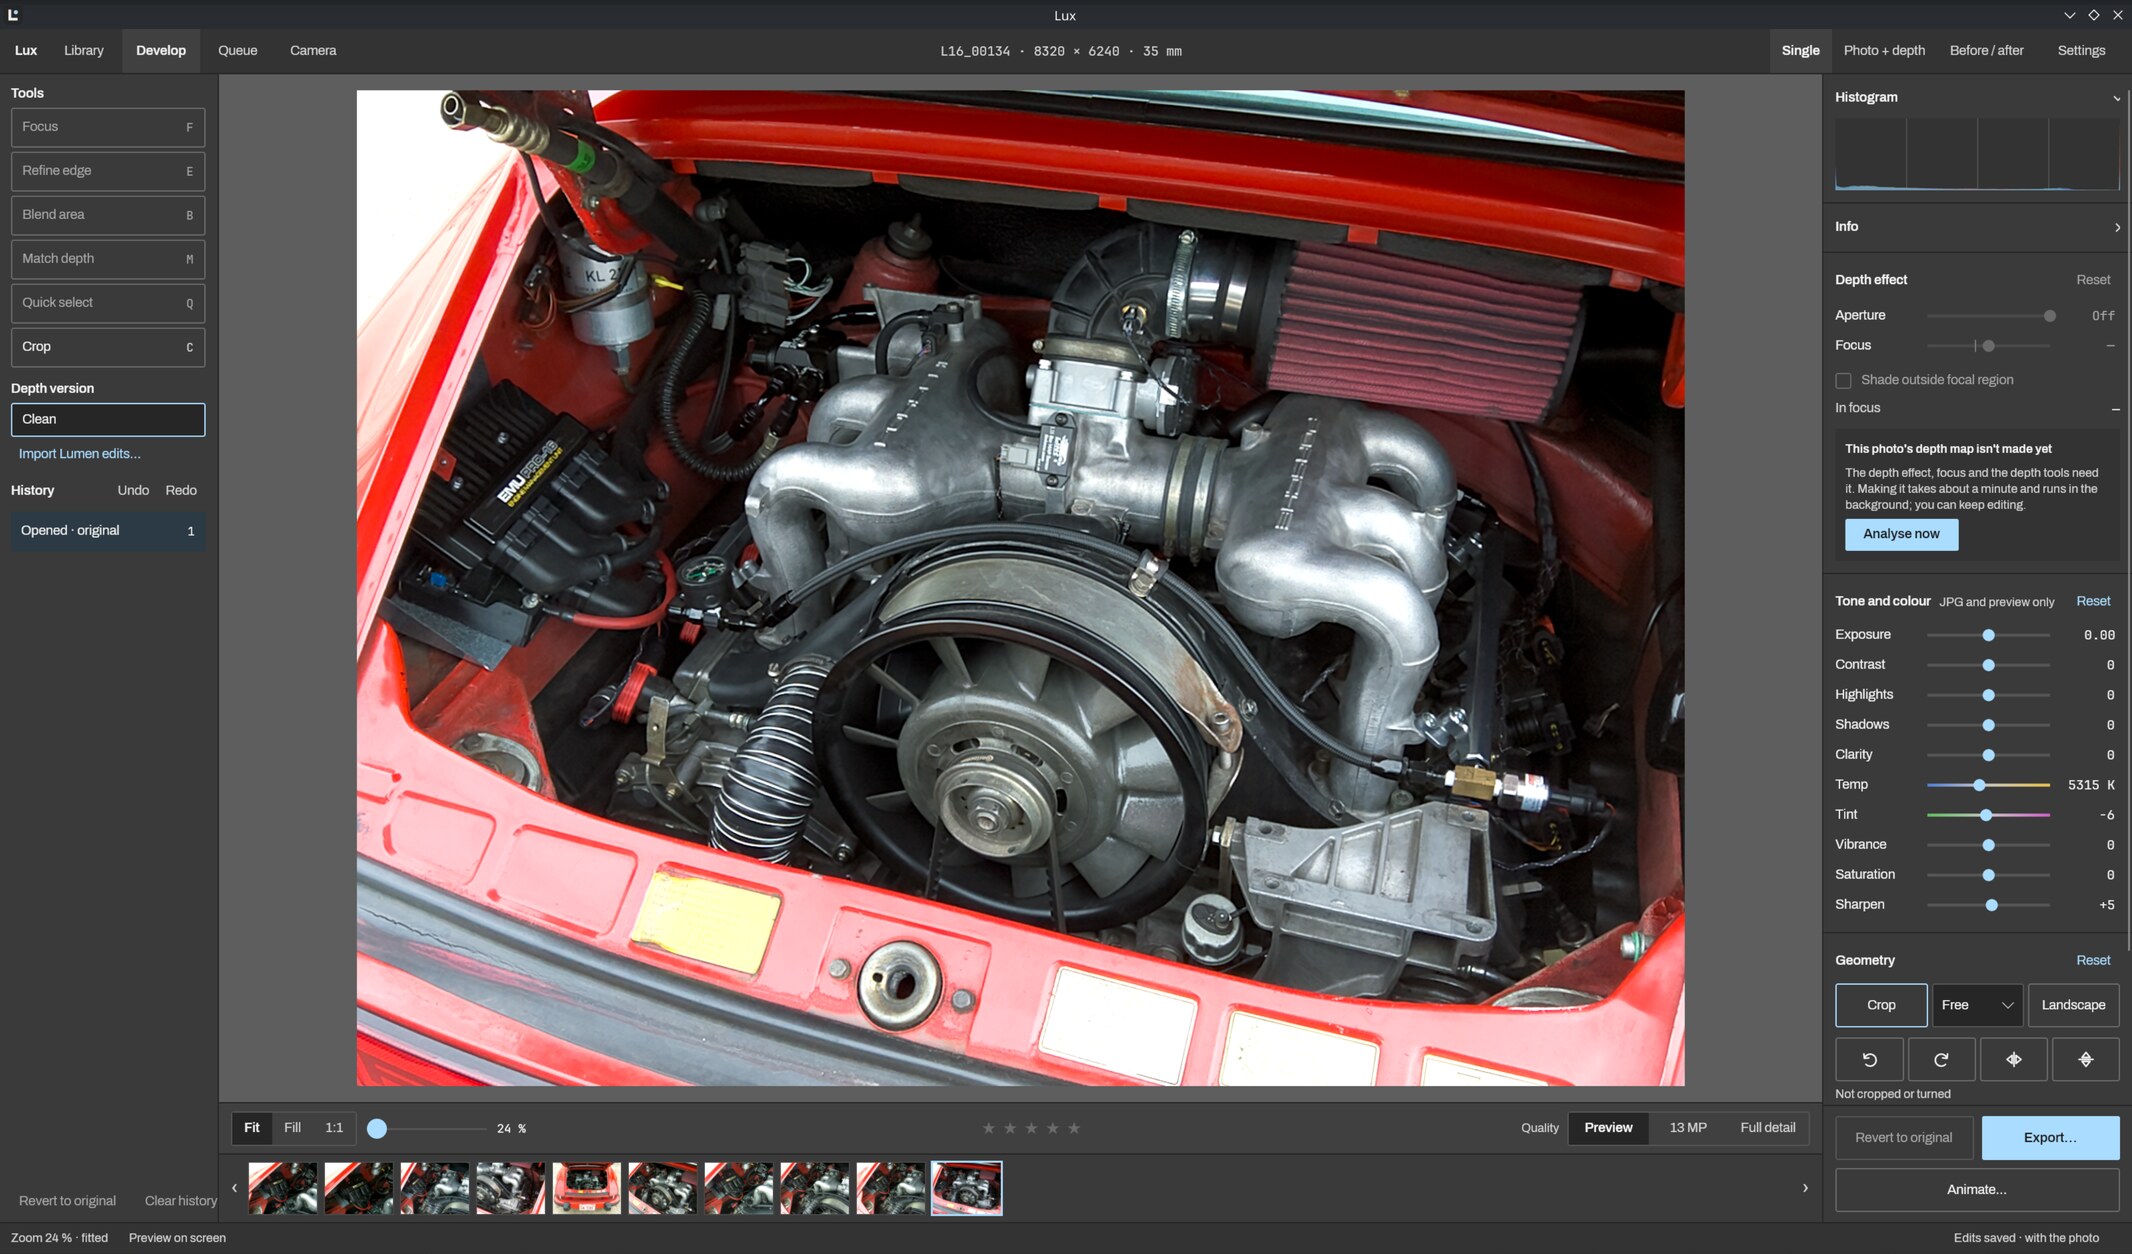 Lux
Lux
Library
Develop
Queue
Camera
L16_00134 · 8320 × 6240 · 35 mm
Single
Photo + depth
Before / after
Settings
Tools
Focus F
Refine edge E
Blend area B
Match depth M
Quick select Q
Crop C
Depth version
Clean
Import Lumen edits...
History
Undo
Redo
Opened · original 1
Revert to original
Clear history
KL 2
EMU PRO-16
Fit
Fill
1:1
24 %
Quality
Preview
13 MP
Full detail
Histogram
Info
Depth effect
Reset
Aperture Off
Focus –
Shade outside focal region
In focus –
This photo's depth map isn't made yet
The depth effect, focus and the depth tools need
it. Making it takes about a minute and runs in the
background; you can keep editing.
Analyse now
Tone and colour JPG and preview only Reset
Exposure 0.00
Contrast 0
Highlights 0
Shadows 0
Clarity 0
Temp 5315 K
Tint -6
Vibrance 0
Saturation 0
Sharpen +5
Geometry Reset
Crop
Free
Landscape
Not cropped or turned
Revert to original
Export...
Animate...
Zoom 24 % · fitted
Preview on screen
Edits saved · with the photo